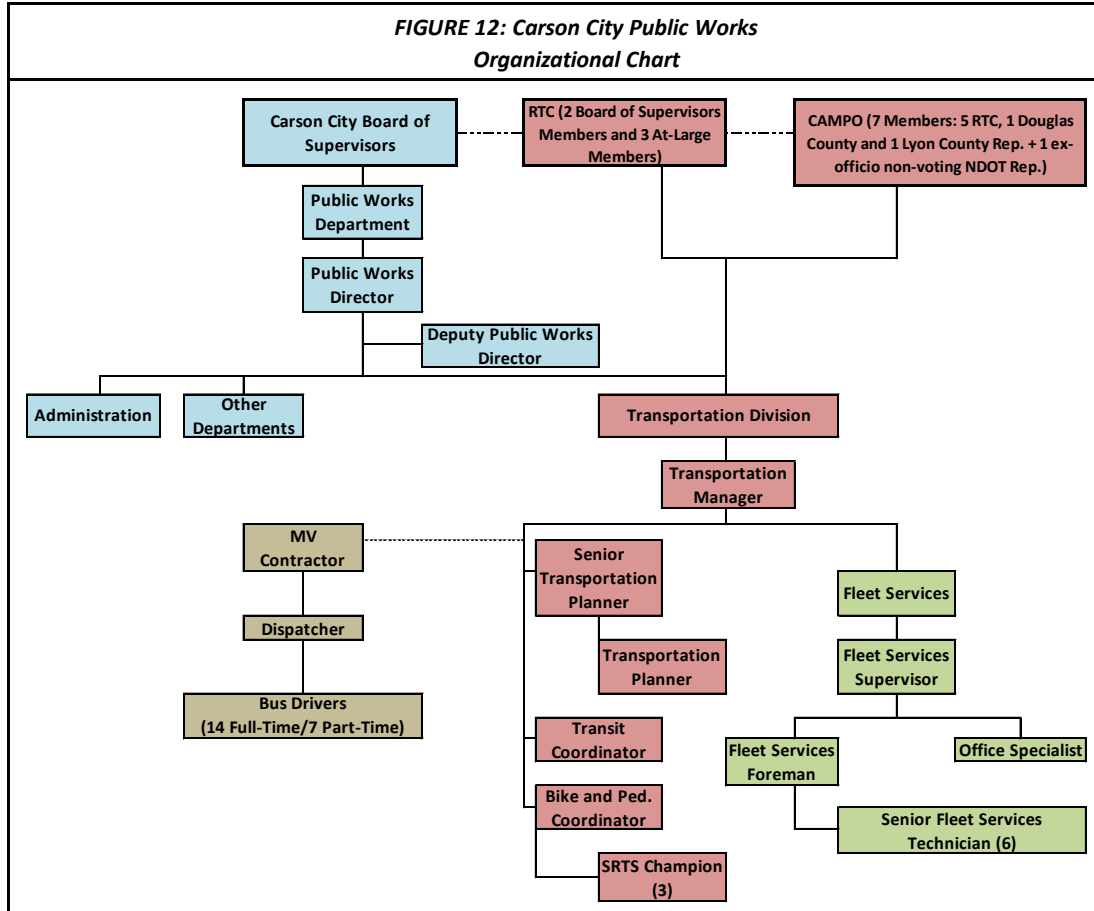 FIGURE 12: Carson City Public Works
Organizational Chart
Carson City Board of
Supervisors
RTC (2 Board of Supervisors
Members and 3 At-Large
Members)
CAMPO (7 Members: 5 RTC, 1 Douglas
County and 1 Lyon County Rep. + 1 ex-
officio non-voting NDOT Rep.)
Public Works
Department
Public Works
Director
Deputy Public Works
Director
Administration
Other
Departments
Transportation Division
Transportation
Manager
MV
Contractor
Dispatcher
Bus Drivers
(14 Full-Time/7 Part-Time)
Senior
Transportation
Planner
Transportation
Planner
Transit
Coordinator
Bike and Ped.
Coordinator
SRTS Champion
(3)
Fleet Services
Fleet Services
Supervisor
Fleet Services
Foreman
Office Specialist
Senior Fleet Services
Technician (6)